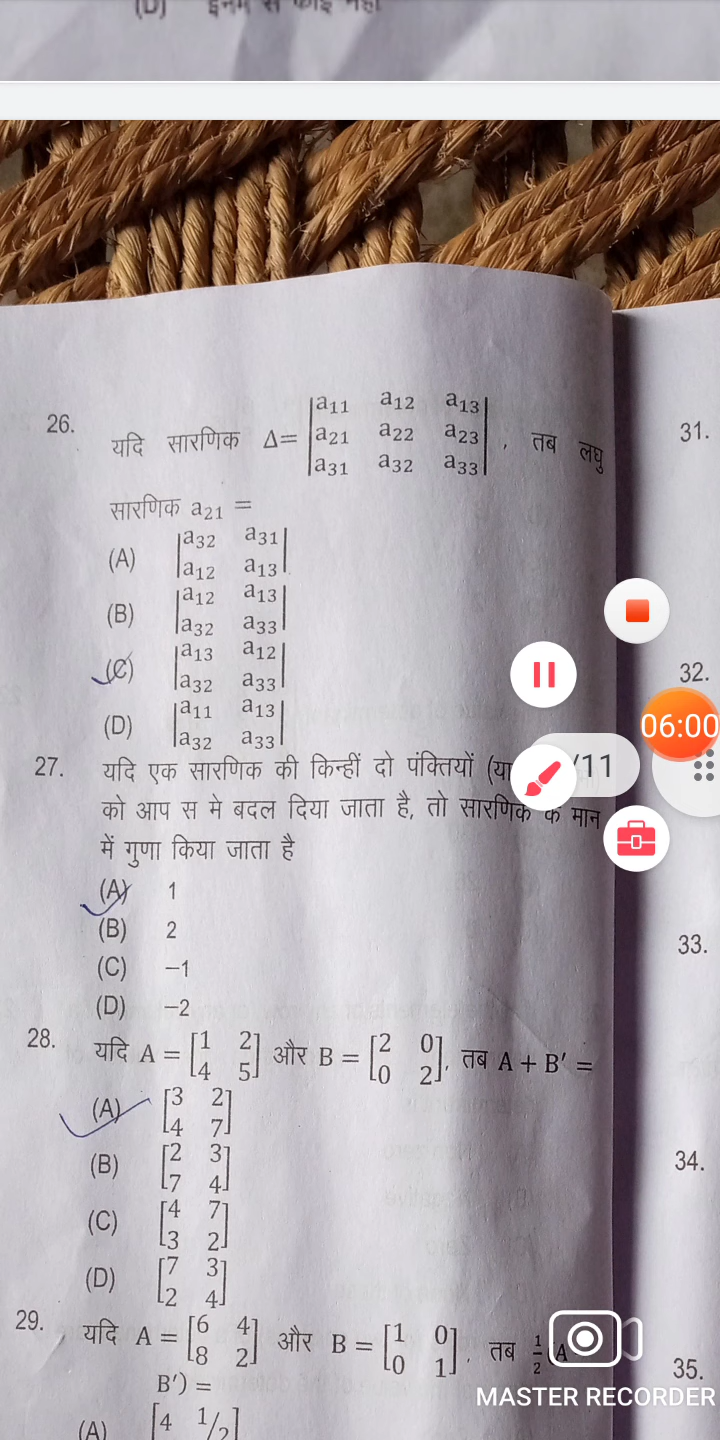 (D) इनमें से कोई नहीं
26. यदि सारणिक Δ= |a₁₁ a₁₂ a₁₃|
|a₂₁ a₂₂ a₂₃| , तब लघु
|a₃₁ a₃₂ a₃₃|
सारणिक a₂₁ =
(A) |a₃₂ a₃₁|
|a₁₂ a₁₃|
(B) |a₁₂ a₁₃|
|a₃₂ a₃₃|
(C) |a₁₃ a₁₂|
|a₃₂ a₃₃|
(D) |a₁₁ a₁₃|
|a₃₂ a₃₃|
27. यदि एक सारणिक की किन्हीं दो पंक्तियों (या
को आप स मे बदल दिया जाता है, तो सारणिक के मान
में गुणा किया जाता है
(A) 1
(B) 2
(C) −1
(D) −2
28. यदि A = [1 2] और B = [2 0], तब A + B′ =
[4 5] [0 2]
(A) [3 2]
[4 7]
(B) [2 3]
[7 4]
(C) [4 7]
[3 2]
(D) [7 3]
[2 4]
29. यदि A = [6 4] और B = [1 0], तब 1/2 (A
[8 2] [0 1]
B′) =
(A) [4 1/2]
31.
32.
33.
34.
35.
06:00
/11
MASTER RECORDER